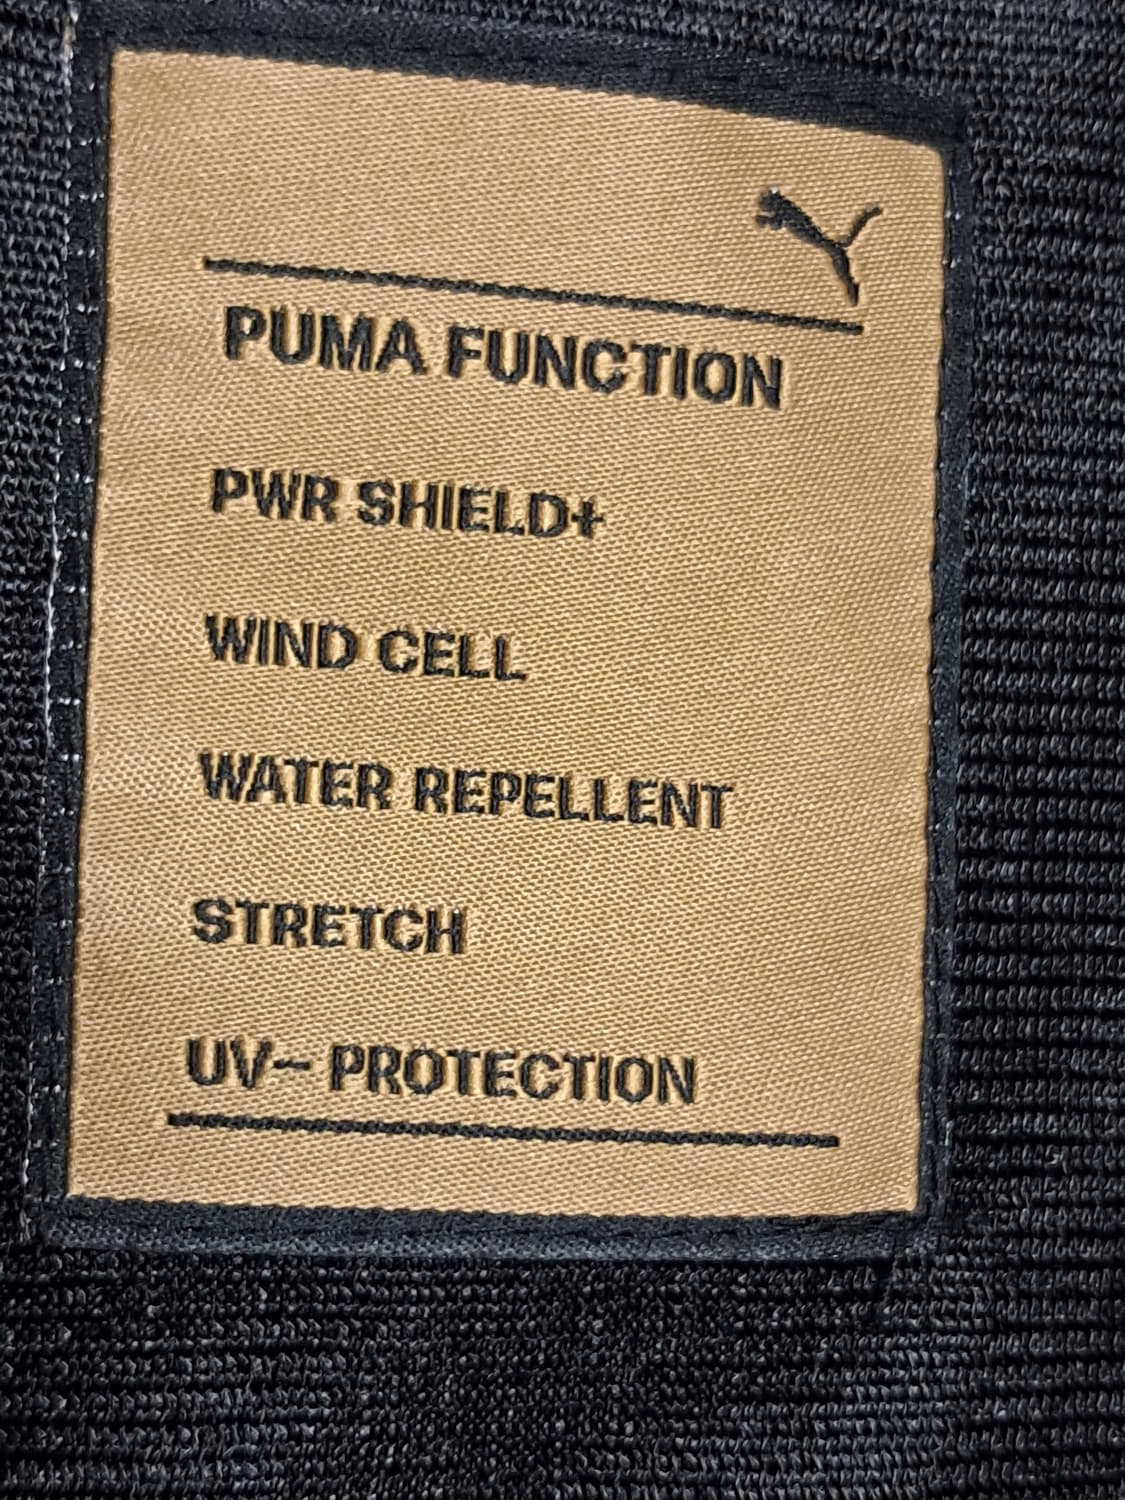 PUMA FUNCTION
PWR SHIELD+
WIND CELL
WATER REPELLENT
STRETCH
UV- PROTECTION